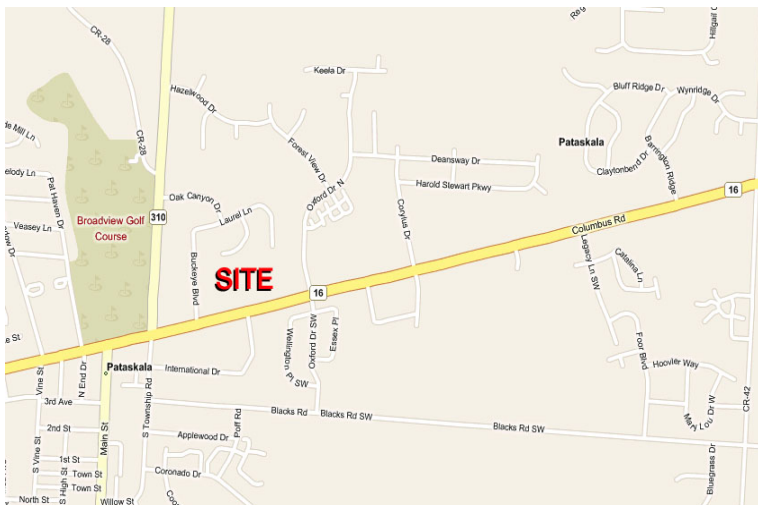 CR-28
Keela Dr
Hazelwood Dr
Bluff Ridge Dr
Wynridge Dr
CR-28
Forest View Dr
Pataskala
Barrington Ridge
Deansway Dr
Claytonbend Dr
Melody Ln
Pat Haven Dr
Oxford Dr N
Harold Stewart Pkwy
16
Oak Canyon Dr
Laurel Ln
Corylus Dr
Broadview Golf
Course
310
Veasey Ln
Columbus Rd
Legacy Ln SW
Catalina Ln
Buckeye Blvd
SITE
16
Oxford Dr SW
Essex Pl
Wellington Pl SW
Foor Blvd
Pataskala
International Dr
Hoovler Way
N End Dr
Vine St
3rd Ave
S Township Rd
Blacks Rd
Blacks Rd SW
Mary Lou Dr W
CR-42
Main St
2nd St
Applewood Dr
Poff Rd
Blacks Rd SW
1st St
Town St
Town St
S Vine St
S High St
Coronado Dr
Bluegrass Dr
North St
Willow St